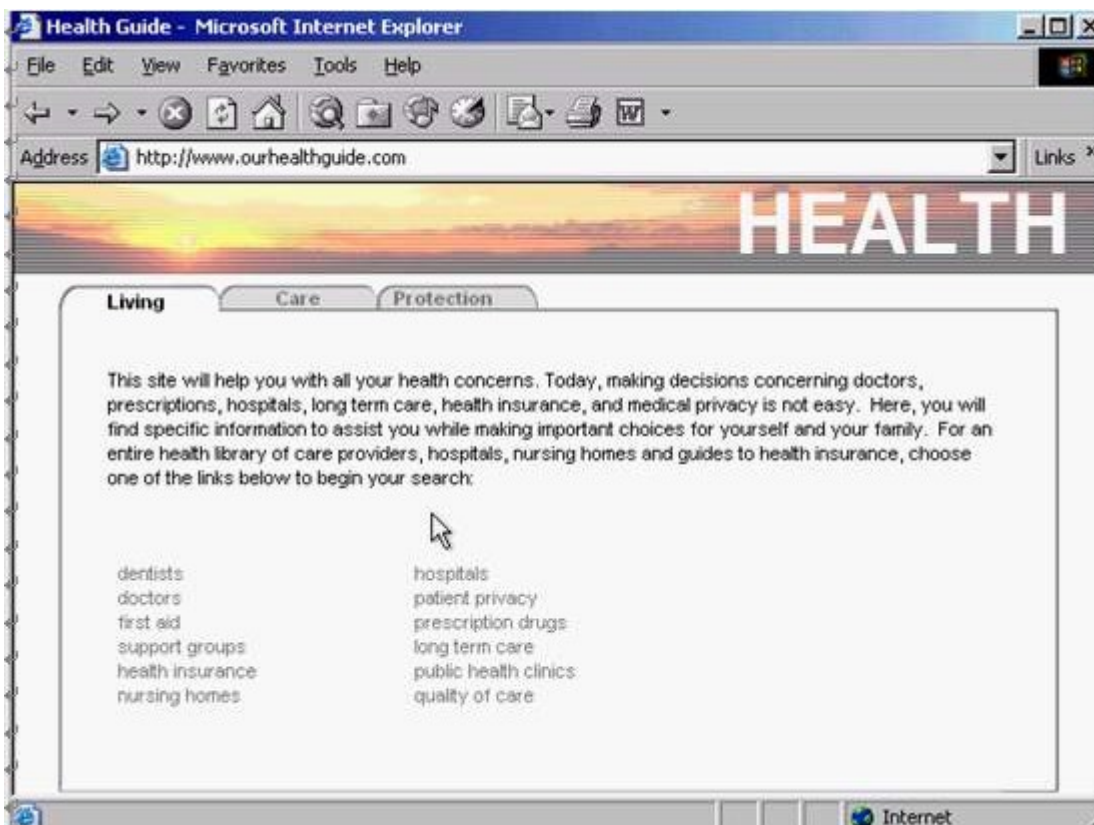 Health Guide - Microsoft Internet Explorer
File Edit View Favorites Tools Help
Address http://www.ourhealthguide.com Links »
HEALTH
Living Care Protection
This site will help you with all your health concerns. Today, making decisions concerning doctors,
prescriptions, hospitals, long term care, health insurance, and medical privacy is not easy. Here, you will
find specific information to assist you while making important choices for yourself and your family. For an
entire health library of care providers, hospitals, nursing homes and guides to health insurance, choose
one of the links below to begin your search:
dentists hospitals
doctors patient privacy
first aid prescription drugs
support groups long term care
health insurance public health clinics
nursing homes quality of care
Internet